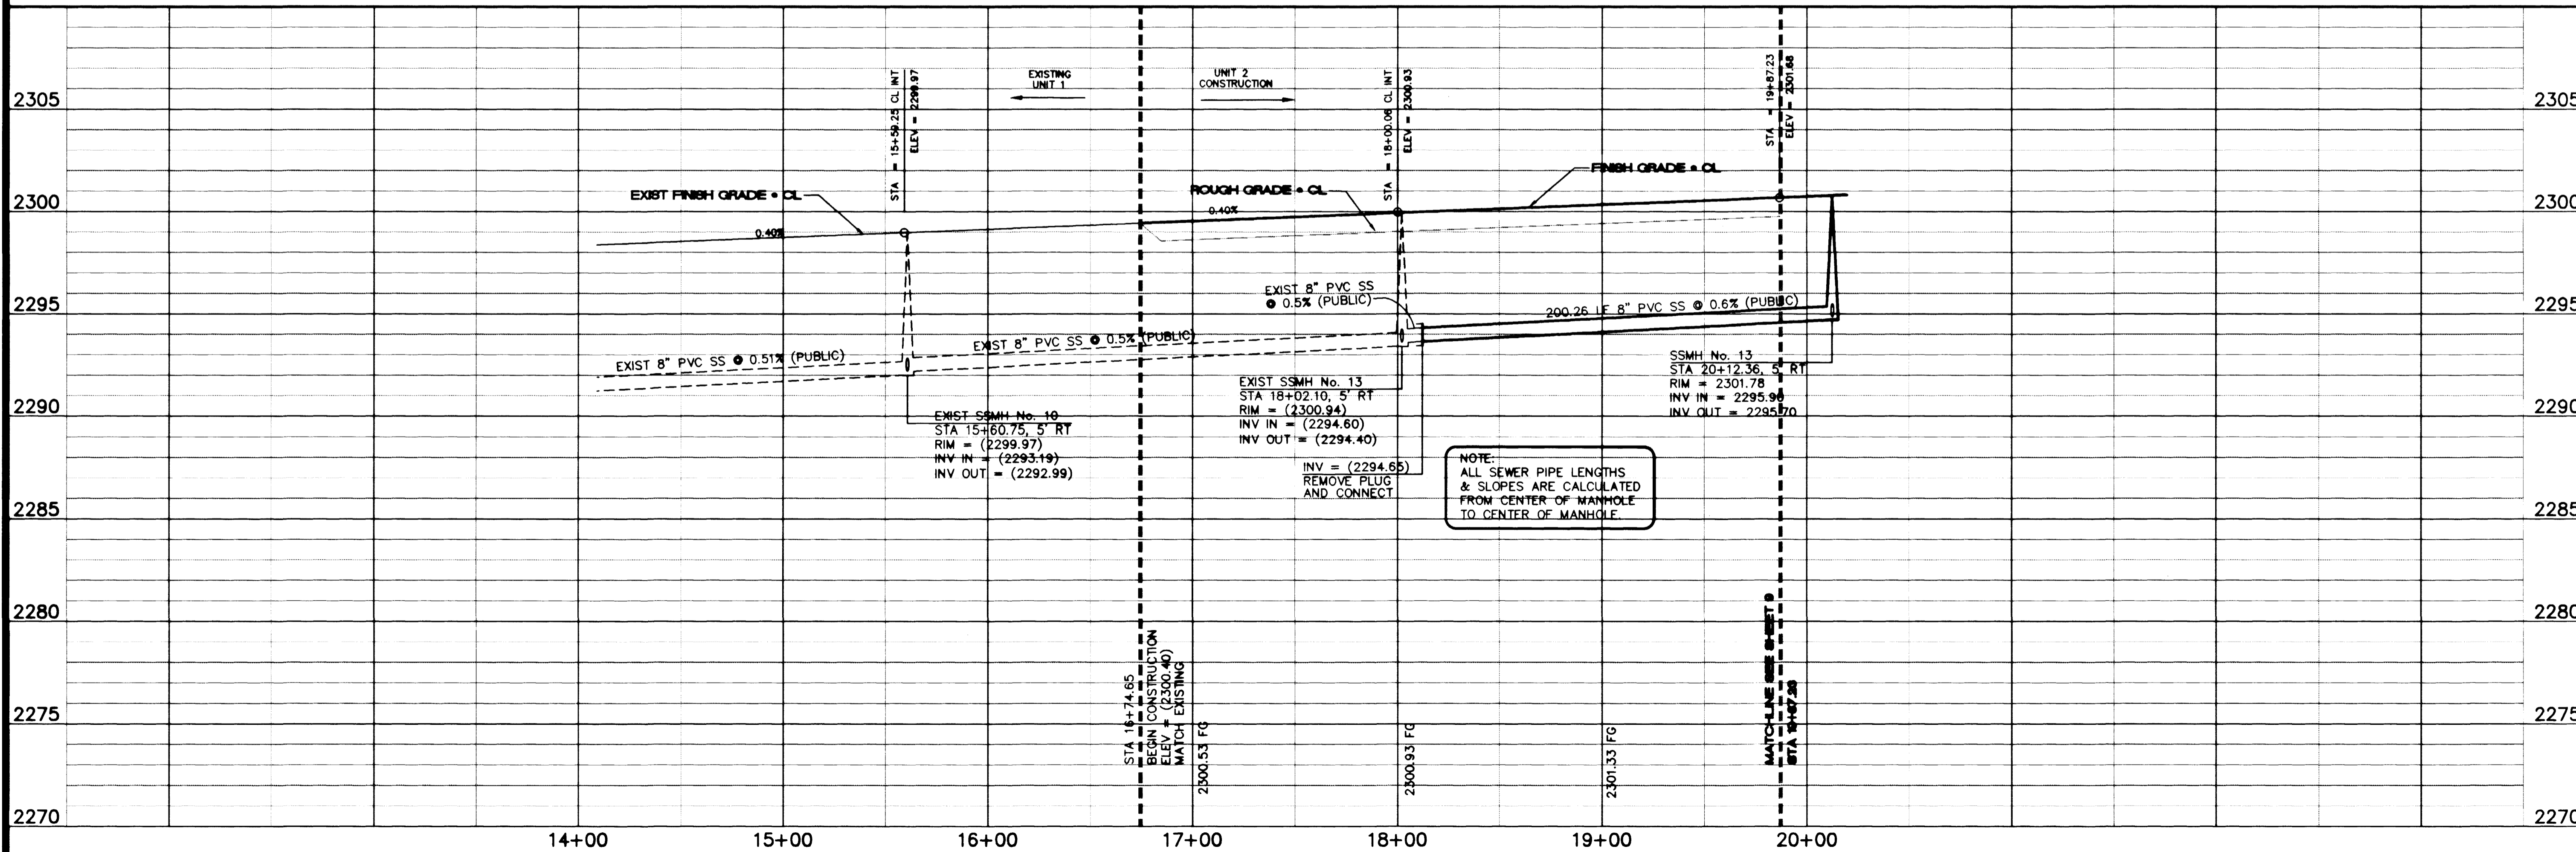 STA = 15+59.25 CL INT
ELEV = 2299.97
EXISTING
UNIT 1
UNIT 2
CONSTRUCTION
STA = 18+00.06 CL INT
ELEV = 2300.93
STA = 19+87.23
ELEV = 2301.68
2305
2305
EXIST FINISH GRADE • CL
ROUGH GRADE • CL
FINISH GRADE • CL
2300
0.40%
0.40%
2300
EXIST 8" PVC SS
@ 0.5% (PUBLIC)
2295
200.26 LF 8" PVC SS @ 0.6% (PUBLIC)
2295
EXIST 8" PVC SS @ 0.51% (PUBLIC)
EXIST 8" PVC SS @ 0.5% (PUBLIC)
SSMH No. 13
STA 20+12.36, 5' RT
RIM = 2301.78
INV IN = 2295.90
INV OUT = 2295.70
EXIST SSMH No. 13
STA 18+02.10, 5' RT
RIM = (2300.94)
INV IN = (2294.60)
INV OUT = (2294.40)
2290
2290
EXIST SSMH No. 10
STA 15+60.75, 5' RT
RIM = (2299.97)
INV IN = (2293.19)
INV OUT = (2292.99)
INV = (2294.65)
REMOVE PLUG
AND CONNECT
NOTE:
ALL SEWER PIPE LENGTHS
& SLOPES ARE CALCULATED
FROM CENTER OF MANHOLE
TO CENTER OF MANHOLE.
2285
2285
2280
2280
STA 16+74.65
BEGIN CONSTRUCTION
ELEV = (2300.40)
MATCH EXISTING
MATCHLINE SEE SHEET 9
STA 19+87.23
2275
2275
2300.53 FG
2300.93 FG
2301.33 FG
2270
2270
14+00
15+00
16+00
17+00
18+00
19+00
20+00